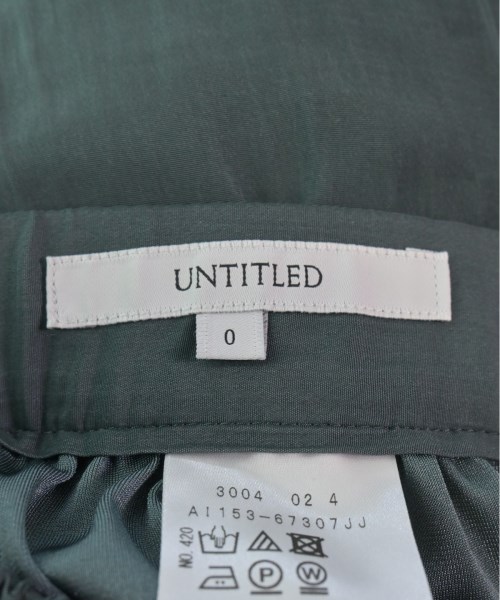 UNTITLED
0
3004 02 4
AI153-67307JJ
NO. 420
P W